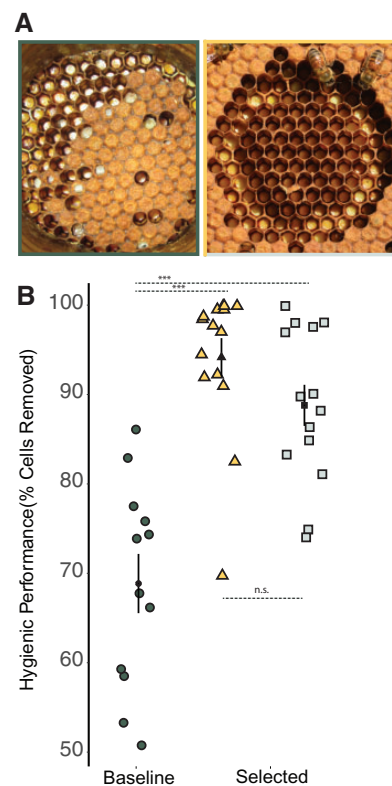 A
B
***
***
100
90
80
70
60
50
Hygienic Performance(% Cells Removed)
n.s.
Baseline
Selected